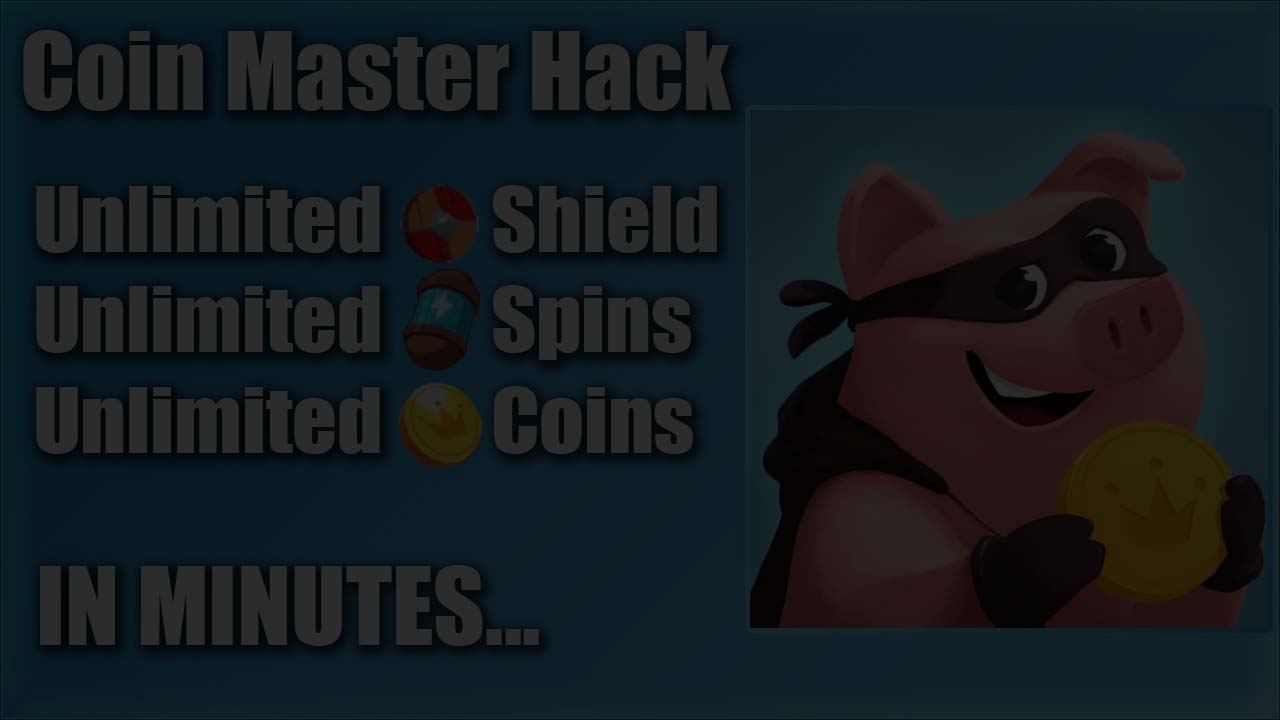 Coin Master Hack
Unlimited Shield
Unlimited Spins
Unlimited Coins
IN MINUTES...